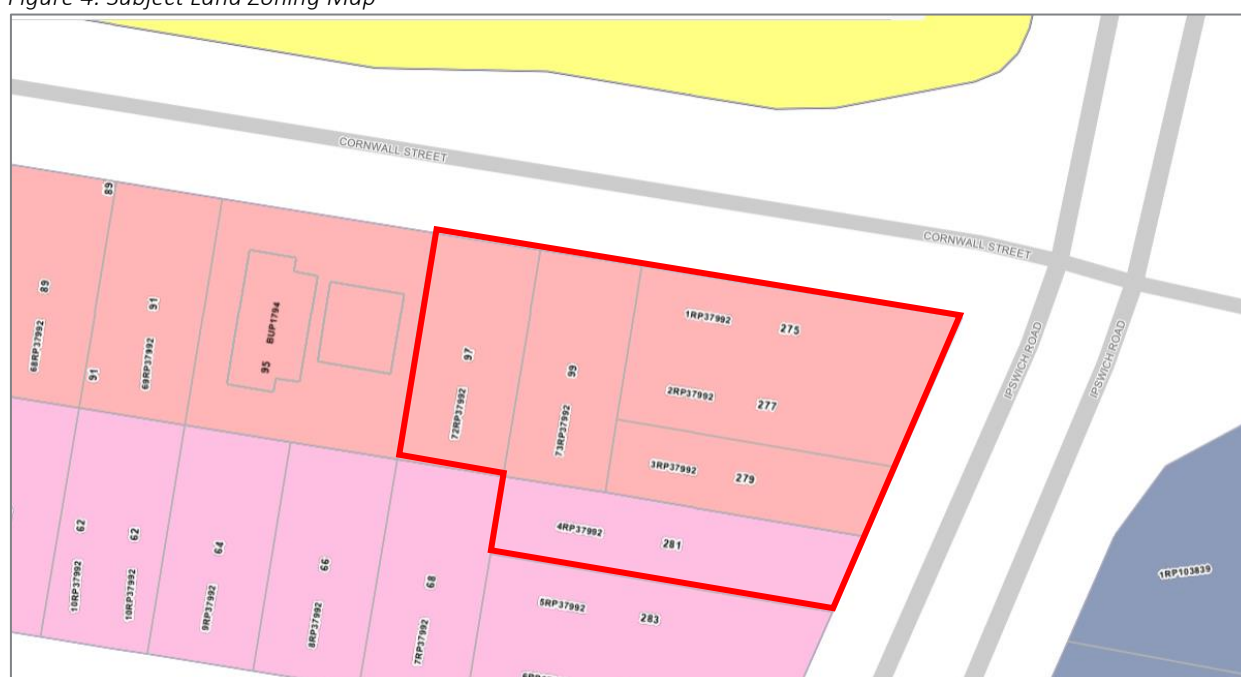 Figure 4: Subject Land Zoning Map
CORNWALL STREET
CORNWALL STREET
IPSWICH ROAD
IPSWICH ROAD
89
89
68RP37992
91
91
69RP37992
95
BUP1794
97
72RP37992
99
73RP37992
1RP37992
275
2RP37992
277
3RP37992
279
4RP37992
281
5RP37992
283
62
10RP37992
62
10RP37992
64
9RP37992
66
8RP37992
68
7RP37992
1RP103839